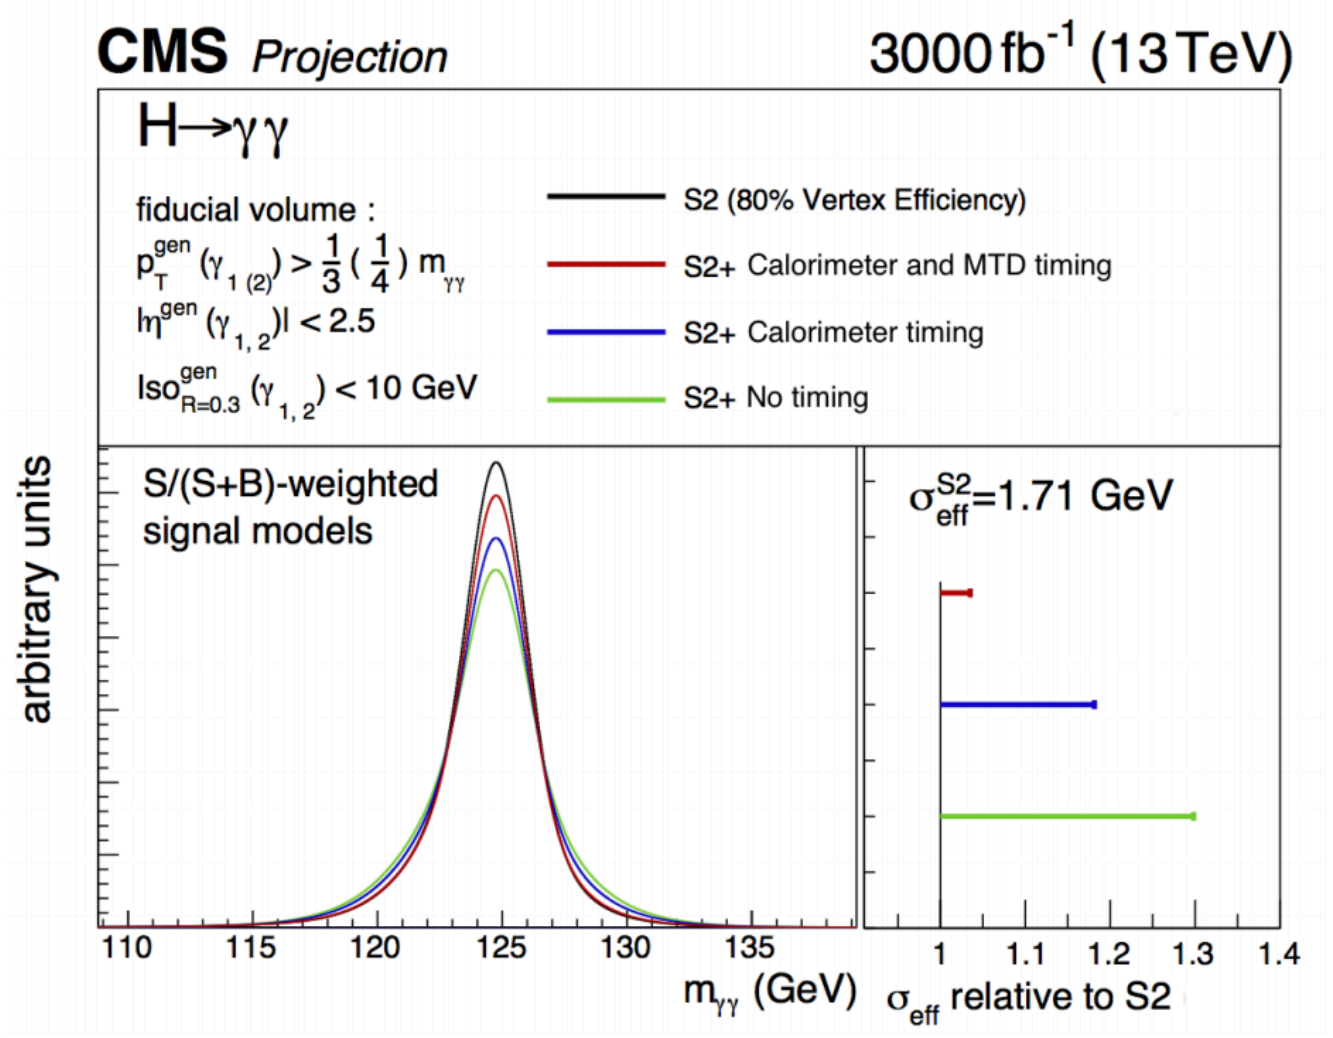 CMS Projection
3000 fb⁻¹ (13 TeV)
H→γγ
fiducial volume :
p_T^gen (γ_1 (2)) > 1/3 ( 1/4 ) m_γγ
|η^gen (γ_1, 2)| < 2.5
Iso_R=0.3^gen (γ_1, 2) < 10 GeV
S2 (80% Vertex Efficiency)
S2+ Calorimeter and MTD timing
S2+ Calorimeter timing
S2+ No timing
arbitrary units
S/(S+B)-weighted
signal models
σ_eff^S2=1.71 GeV
110 115 120 125 130 135
m_γγ (GeV)
1 1.1 1.2 1.3 1.4
σ_eff relative to S2